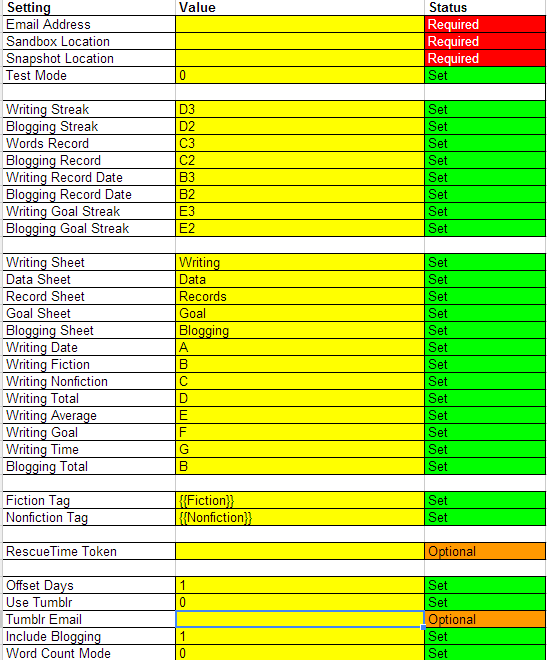 Setting Value Status
Email Address Required
Sandbox Location Required
Snapshot Location Required
Test Mode 0 Set
Writing Streak D3 Set
Blogging Streak D2 Set
Words Record C3 Set
Blogging Record C2 Set
Writing Record Date B3 Set
Blogging Record Date B2 Set
Writing Goal Streak E3 Set
Blogging Goal Streak E2 Set
Writing Sheet Writing Set
Data Sheet Data Set
Record Sheet Records Set
Goal Sheet Goal Set
Blogging Sheet Blogging Set
Writing Date A Set
Writing Fiction B Set
Writing Nonfiction C Set
Writing Total D Set
Writing Average E Set
Writing Goal F Set
Writing Time G Set
Blogging Total B Set
Fiction Tag {{Fiction}} Set
Nonfiction Tag {{Nonfiction}} Set
RescueTime Token Optional
Offset Days 1 Set
Use Tumblr 0 Set
Tumblr Email Optional
Include Blogging 1 Set
Word Count Mode 0 Set